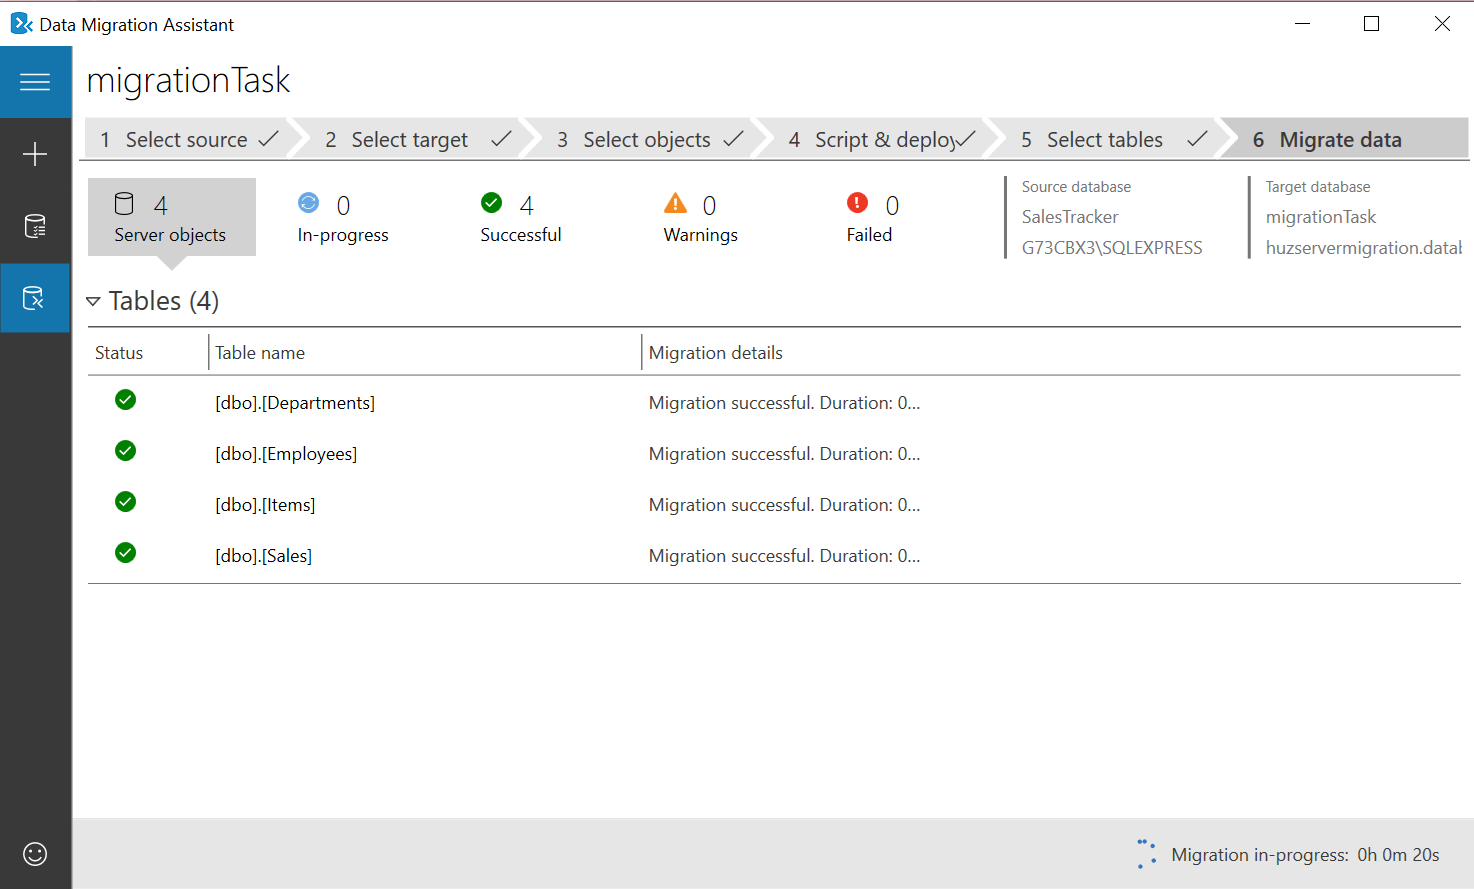 Data Migration Assistant
migrationTask
1 Select source 2 Select target 3 Select objects 4 Script & deploy 5 Select tables 6 Migrate data
4
Server objects
0
In-progress
4
Successful
0
Warnings
0
Failed
Source database
SalesTracker
G73CBX3\SQLEXPRESS
Target database
migrationTask
huzservermigration.datab
Tables (4)
Status Table name Migration details
[dbo].[Departments] Migration successful. Duration: 0...
[dbo].[Employees] Migration successful. Duration: 0...
[dbo].[Items] Migration successful. Duration: 0...
[dbo].[Sales] Migration successful. Duration: 0...
Migration in-progress: 0h 0m 20s